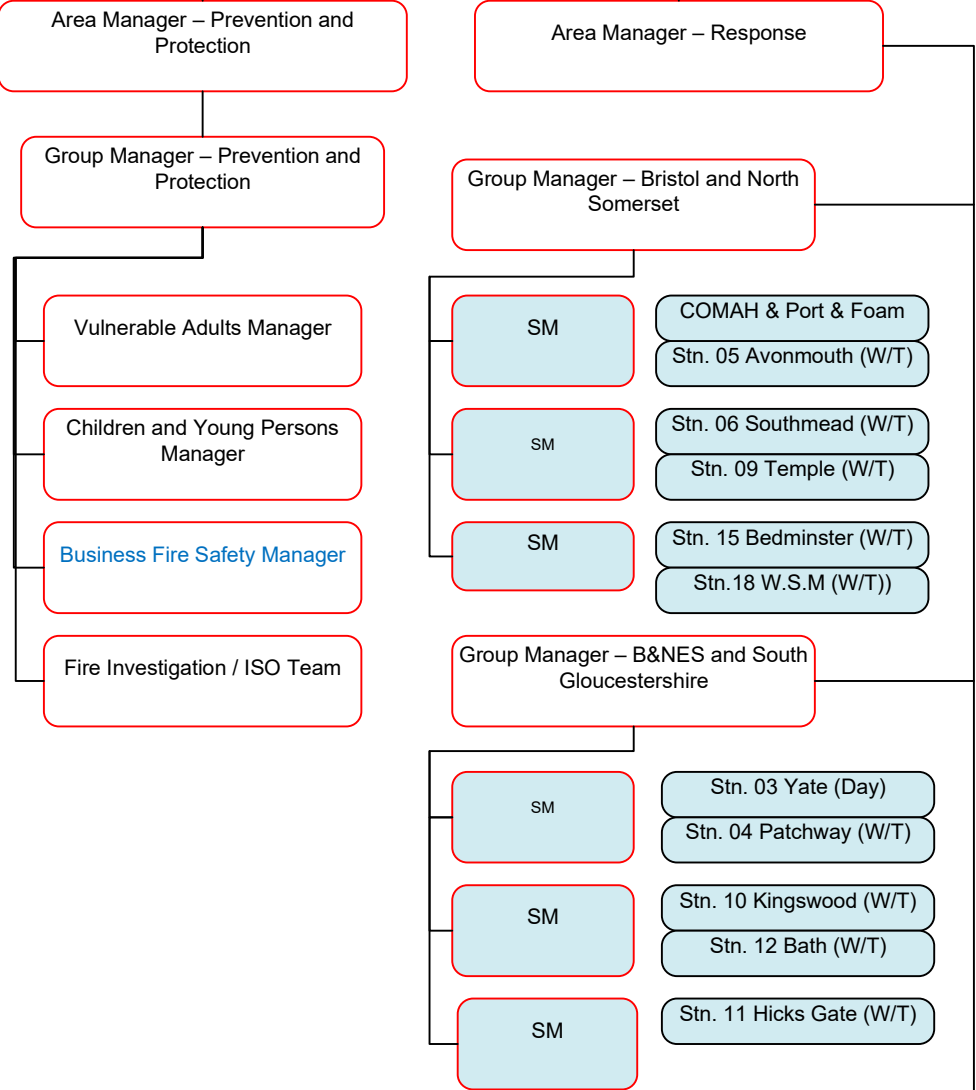 Area Manager – Prevention and
Protection
Area Manager – Response
Group Manager – Prevention and
Protection
Group Manager – Bristol and North
Somerset
Vulnerable Adults Manager
Children and Young Persons
Manager
Business Fire Safety Manager
Fire Investigation / ISO Team
SM
COMAH & Port & Foam
Stn. 05 Avonmouth (W/T)
SM
Stn. 06 Southmead (W/T)
Stn. 09 Temple (W/T)
SM
Stn. 15 Bedminster (W/T)
Stn.18 W.S.M (W/T))
Group Manager – B&NES and South
Gloucestershire
SM
Stn. 03 Yate (Day)
Stn. 04 Patchway (W/T)
SM
Stn. 10 Kingswood (W/T)
Stn. 12 Bath (W/T)
SM
Stn. 11 Hicks Gate (W/T)